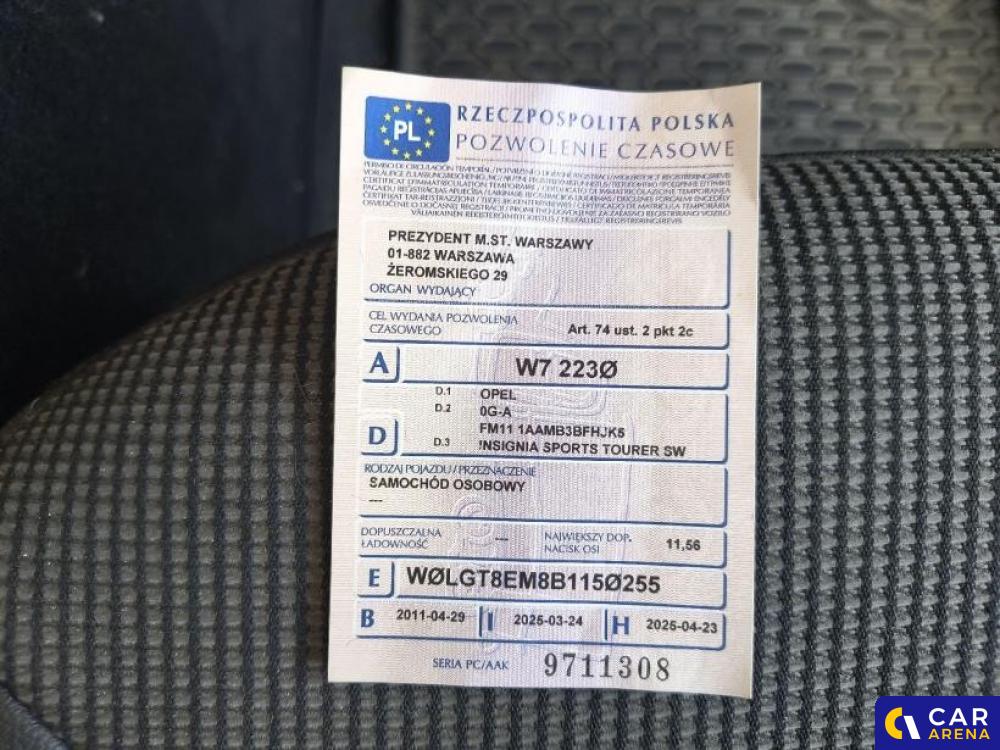 PL
RZECZPOSPOLITA POLSKA
POZWOLENIE CZASOWE
PREZYDENT M.ST. WARSZAWY
01-882 WARSZAWA
ŻEROMSKIEGO 29
ORGAN WYDAJĄCY
CEL WYDANIA POZWOLENIA
CZASOWEGO
Art. 74 ust. 2 pkt 2c
A W7 223Ø
D.1 OPEL
D.2 0G-A
FM11 1AAMB3BFHJK5
D
D.3 INSIGNIA SPORTS TOURER SW
RODZAJ POJAZDU/PRZEZNACZENIE
SAMOCHÓD OSOBOWY
---
DOPUSZCZALNA
ŁADOWNOŚĆ
---
NAJWIĘKSZY DOP.
NACISK OSI
11,56
E WØLGT8EM8B115Ø255
B 2011-04-29 I 2025-03-24 H 2025-04-23
SERIA PC/AAK 9711308
CAR
ARENA